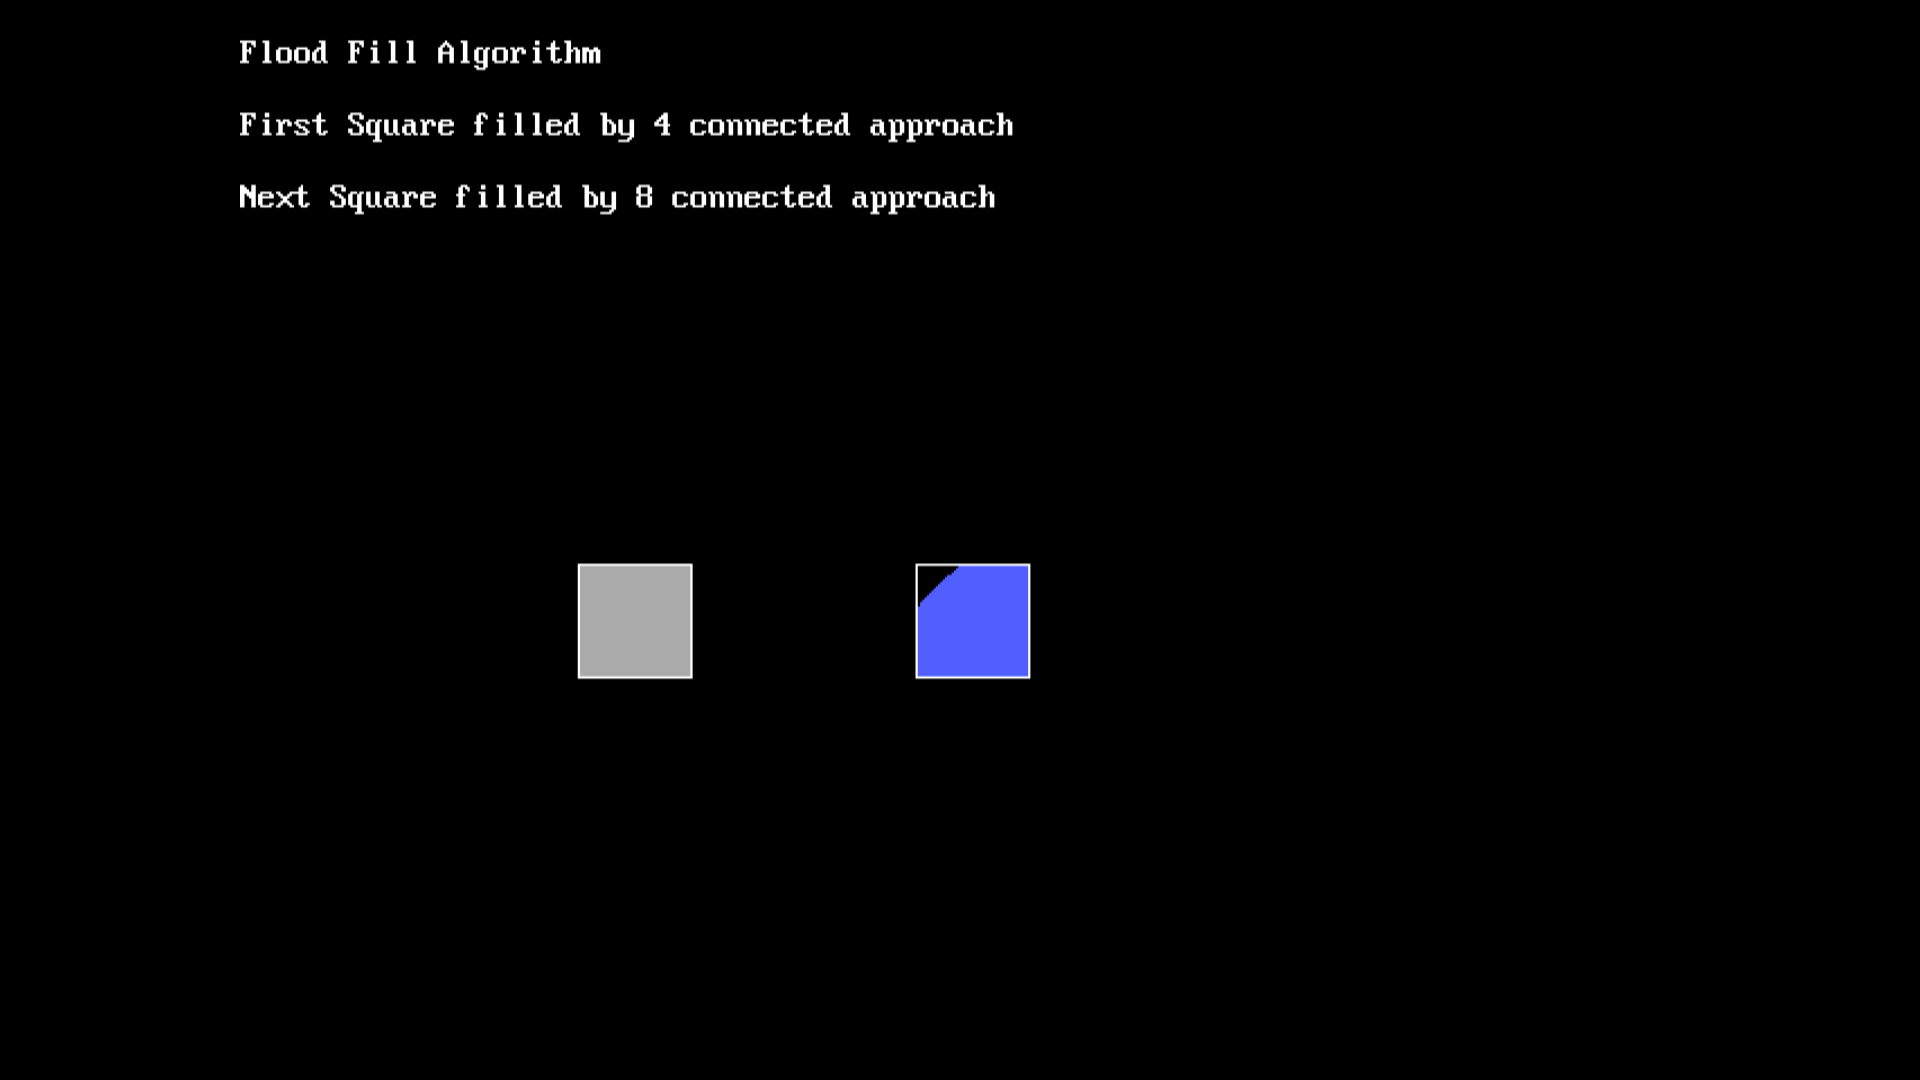 Flood Fill Algorithm
First Square filled by 4 connected approach
Next Square filled by 8 connected approach